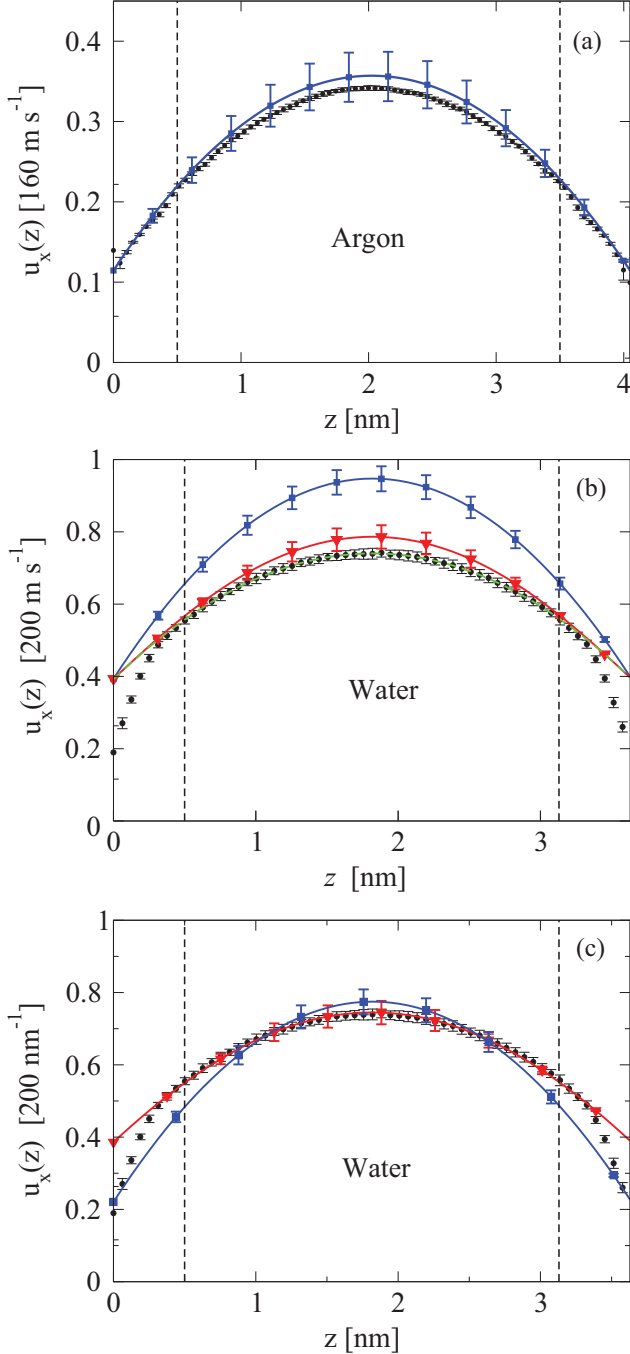 (a)
0.4
0.3
0.2
0.1
0
u_x(z) [160 m s⁻¹]
Argon
0 1 2 3 4
z [nm]
(b)
1
0.8
0.6
0.4
0.2
0
u_x(z) [200 m s⁻¹]
Water
0 1 2 3
z [nm]
(c)
1
0.8
0.6
0.4
0.2
0
u_x(z) [200 nm⁻¹]
Water
0 1 2 3
z [nm]